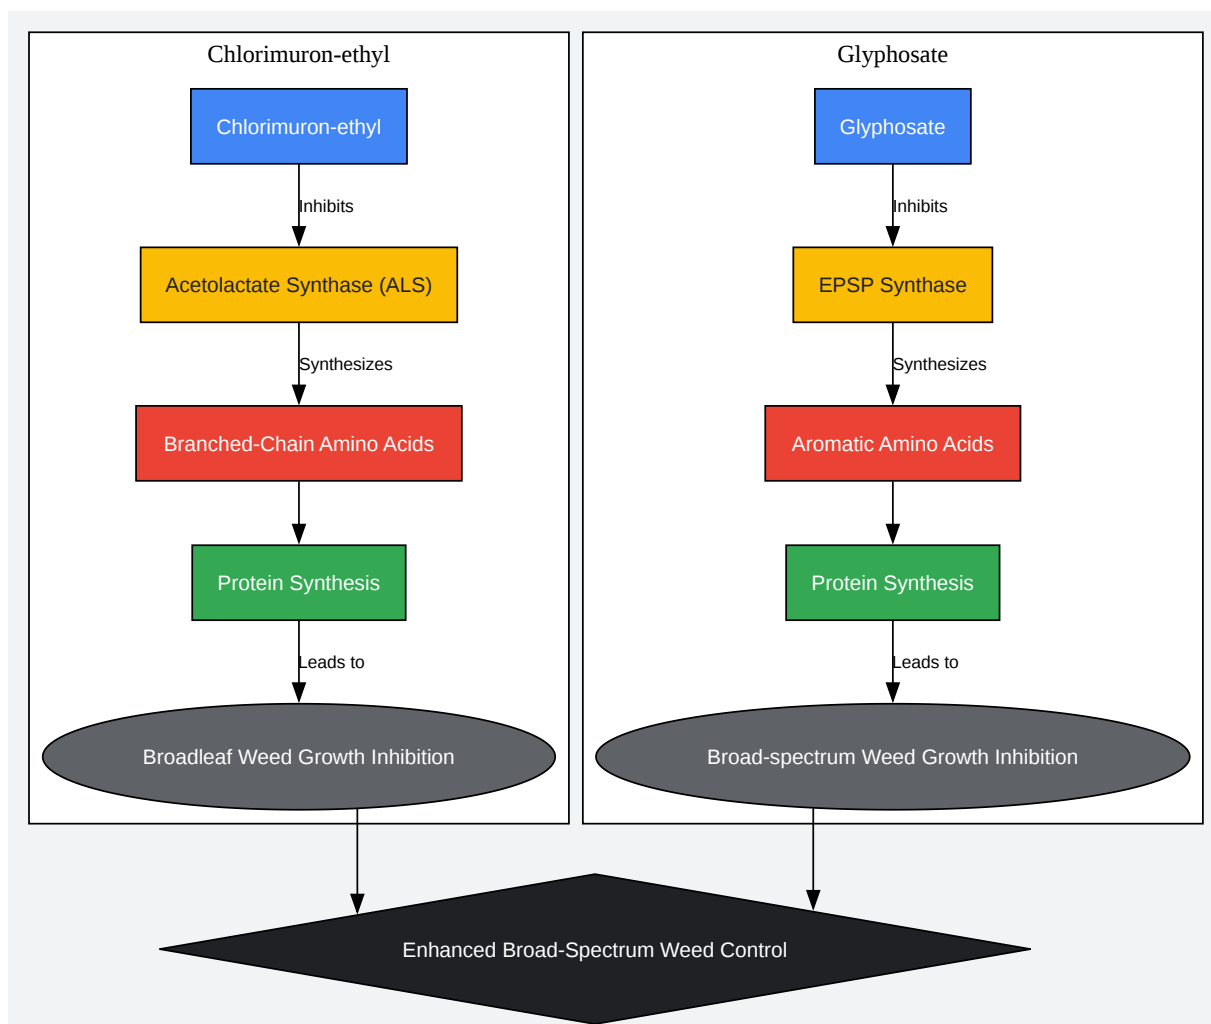 Chlorimuron-ethyl
Chlorimuron-ethyl
Inhibits
Acetolactate Synthase (ALS)
Synthesizes
Branched-Chain Amino Acids
Protein Synthesis
Leads to
Broadleaf Weed Growth Inhibition
Glyphosate
Glyphosate
Inhibits
EPSP Synthase
Synthesizes
Aromatic Amino Acids
Protein Synthesis
Leads to
Broad-spectrum Weed Growth Inhibition
Enhanced Broad-Spectrum Weed Control